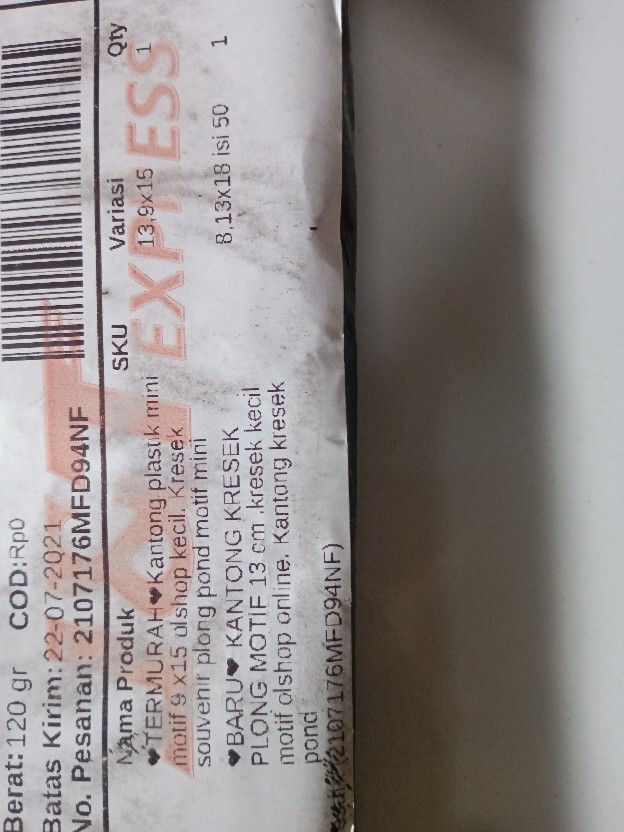 Berat: 120 gr COD: Rp0
Batas Kirim: 22-07-2021
No. Pesanan: 2107176MFD94NF
Nama Produk SKU Variasi Qty
♥TERMURAH♥Kantong plastik mini 13,9x15 1
motif 9 x15 olshop kecil. Kresek
souvenir plong pond motif mini
♥BARU♥ KANTONG KRESEK 8,13x18 isi 50 1
PLONG MOTIF 13 cm ,kresek kecil
motif olshop online. Kantong kresek
pond
(2107176MFD94NF)
J&T EXPRESS